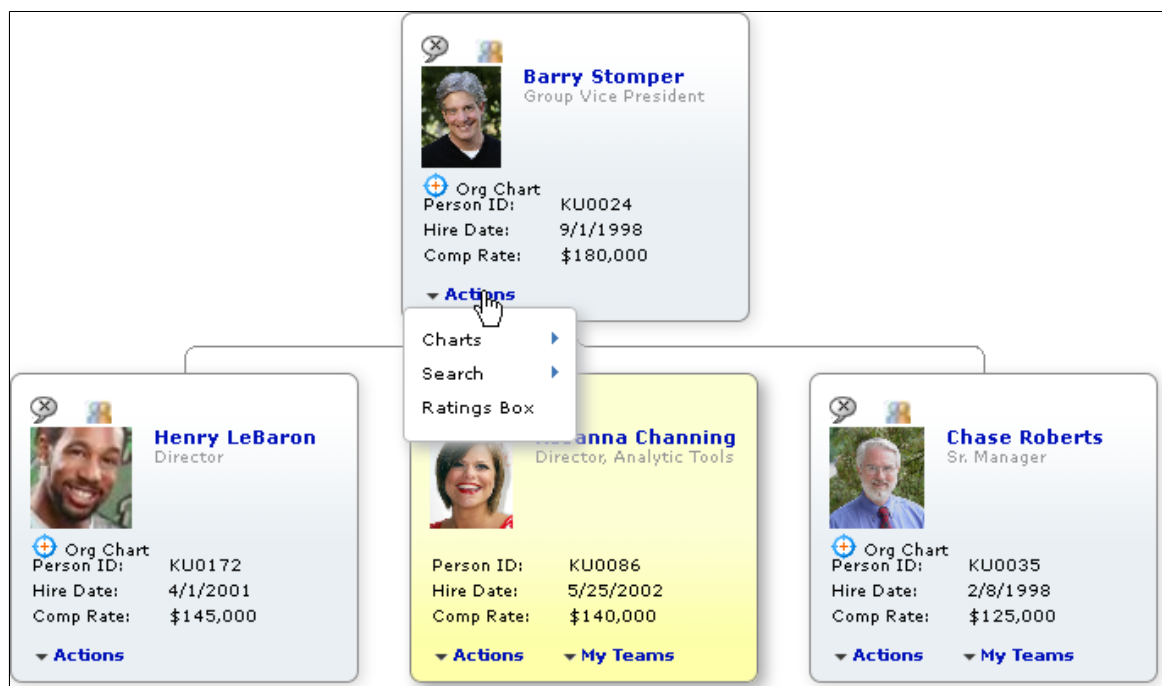 Barry Stomper
Group Vice President
Org Chart
Person ID: KU0024
Hire Date: 9/1/1998
Comp Rate: $180,000
Actions
Charts
Search
Ratings Box
Henry LeBaron
Director
Org Chart
Person ID: KU0172
Hire Date: 4/1/2001
Comp Rate: $145,000
Actions
Channing
Director, Analytic Tools
Person ID: KU0086
Hire Date: 5/25/2002
Comp Rate: $140,000
Actions My Teams
Chase Roberts
Sr. Manager
Org Chart
Person ID: KU0035
Hire Date: 2/8/1998
Comp Rate: $125,000
Actions My Teams